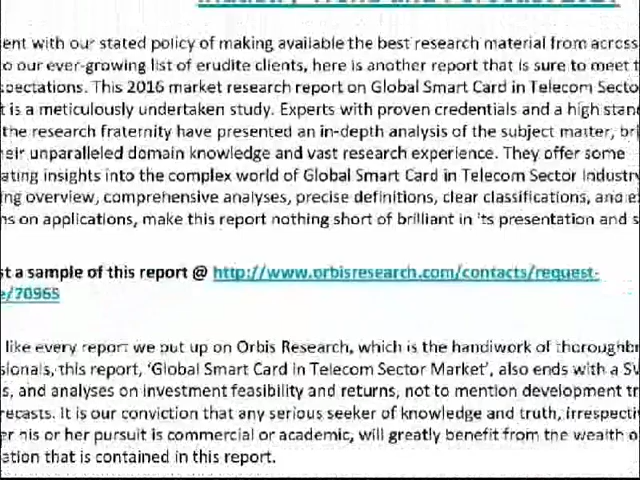 ent with our stated policy of making available the best research material from across
o our ever-growing list of erudite clients, here is another report that is sure to meet t
pectations. This 2016 market research report on Global Smart Card in Telecom Secto
t is a meticulously undertaken study. Experts with proven credentials and a high stan
the research fraternity have presented an in-depth analysis of the subject matter, bri
eir unparalleled domain knowledge and vast research experience. They offer some
ating insights into the complex world of Global Smart Card in Telecom Sector Industry
ng overview, comprehensive analyses, precise definitions, clear classifications, and e
ns on applications, make this report nothing short of brilliant in 'ts presentation and s
st a sample of this report @ http://www.orbisresearch.com/contacts/request-
e/70965
like every report we put up on Orbis Research, which is the handiwork of thoroughbr
sionals, this report, ‘Global Smart Card in Telecom Sector Market’, also ends with a SW
s, and analyses on investment feasibility and returns, not to mention development tr
recasts. It is our conviction that any serious seeker of knowledge and truth, irrespectiv
er his or her pursuit is commercial or academic, will greatly benefit from the wealth o
ation that is contained in this report.